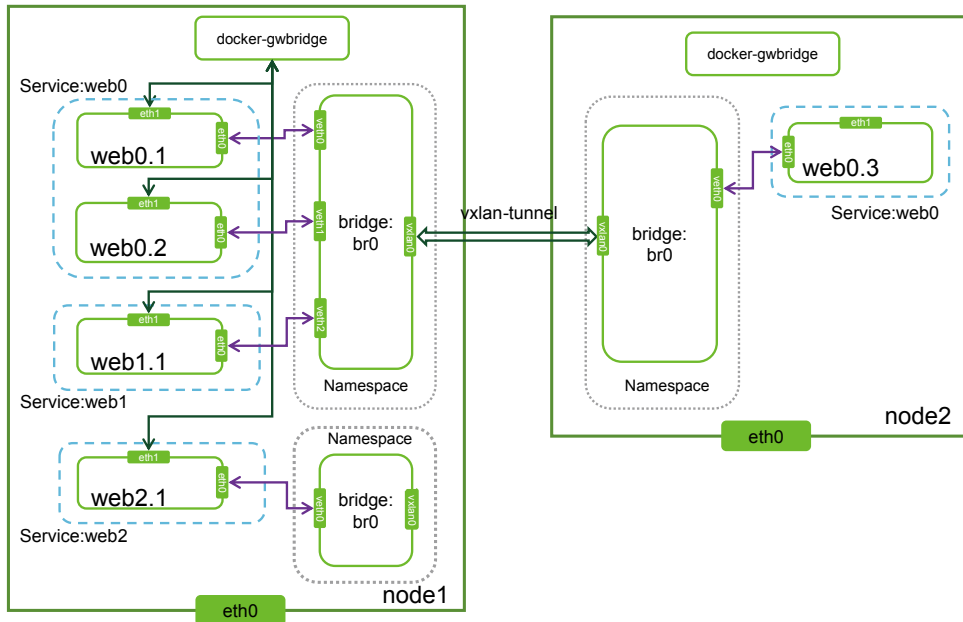 docker-gwbridge
Service:web0
eth1
web0.1
eth0
veth0
eth1
web0.2
eth0
veth1
bridge:
br0
vxlan0
eth1
web1.1
eth0
veth2
Service:web1
Namespace
Namespace
eth1
web2.1
eth0
veth0
bridge:
br0
vxlan0
Service:web2
node1
eth0
vxlan-tunnel
docker-gwbridge
eth1
eth0
web0.3
Service:web0
veth0
vxlan0
bridge:
br0
Namespace
node2
eth0